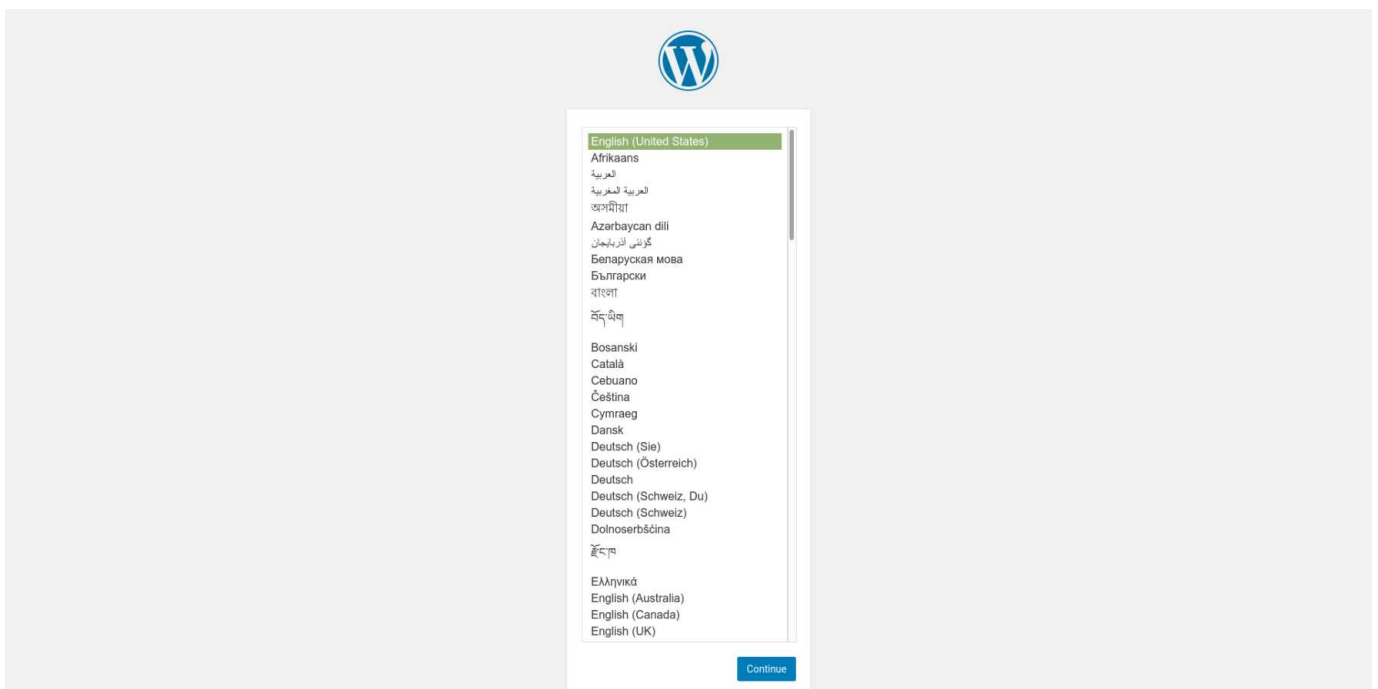 English (United States)
Afrikaans
العربية
العربية المغربية
অসমীয়া
Azərbaycan dili
گؤنئی آذربایجان
Беларуская мова
Български
বাংলা
བོད་ཡིག
Bosanski
Català
Cebuano
Čeština
Cymraeg
Dansk
Deutsch (Sie)
Deutsch (Österreich)
Deutsch
Deutsch (Schweiz, Du)
Deutsch (Schweiz)
Dolnoserbšćina
རྫོང་ཁ
Ελληνικά
English (Australia)
English (Canada)
English (UK)
Continue